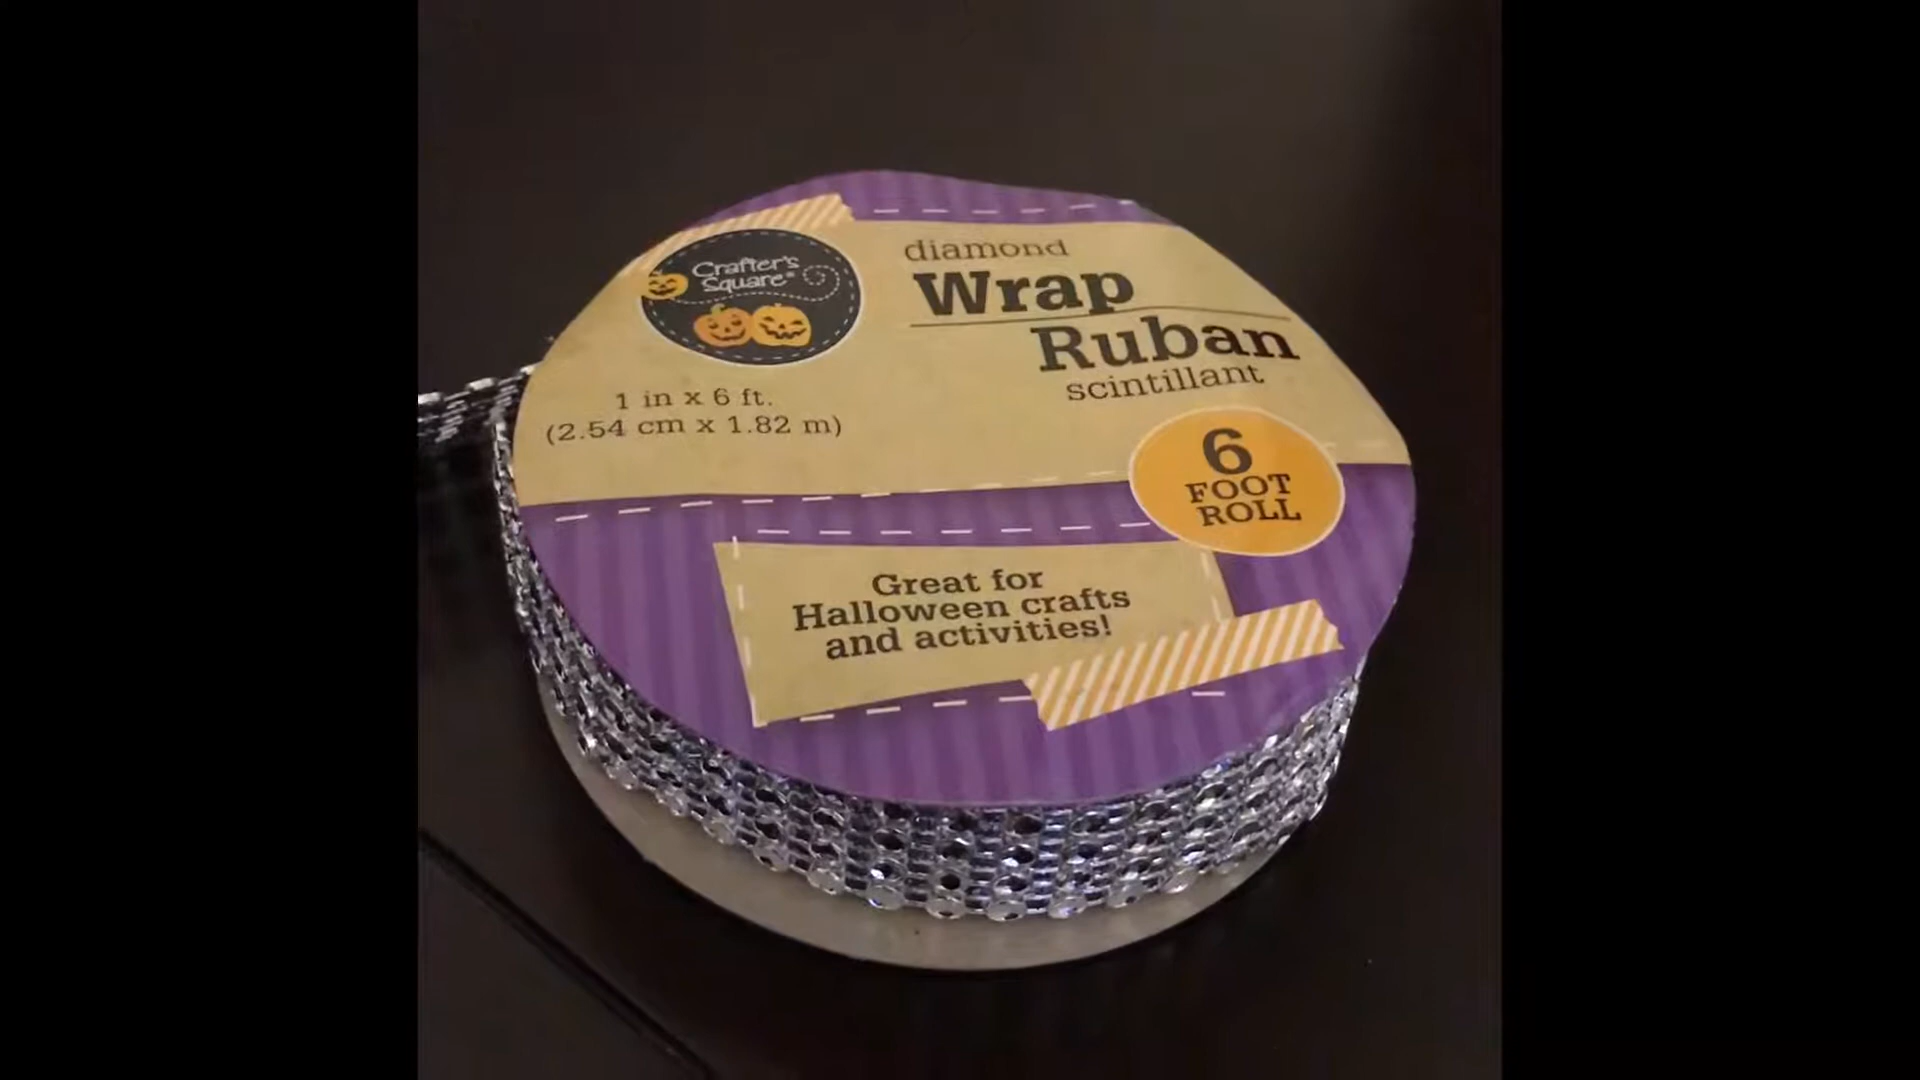 Crafter's
Square®
diamond
Wrap
Ruban
scintillant
1 in x 6 ft.
(2.54 cm x 1.82 m)
6
FOOT
ROLL
Great for
Halloween crafts
and activities!